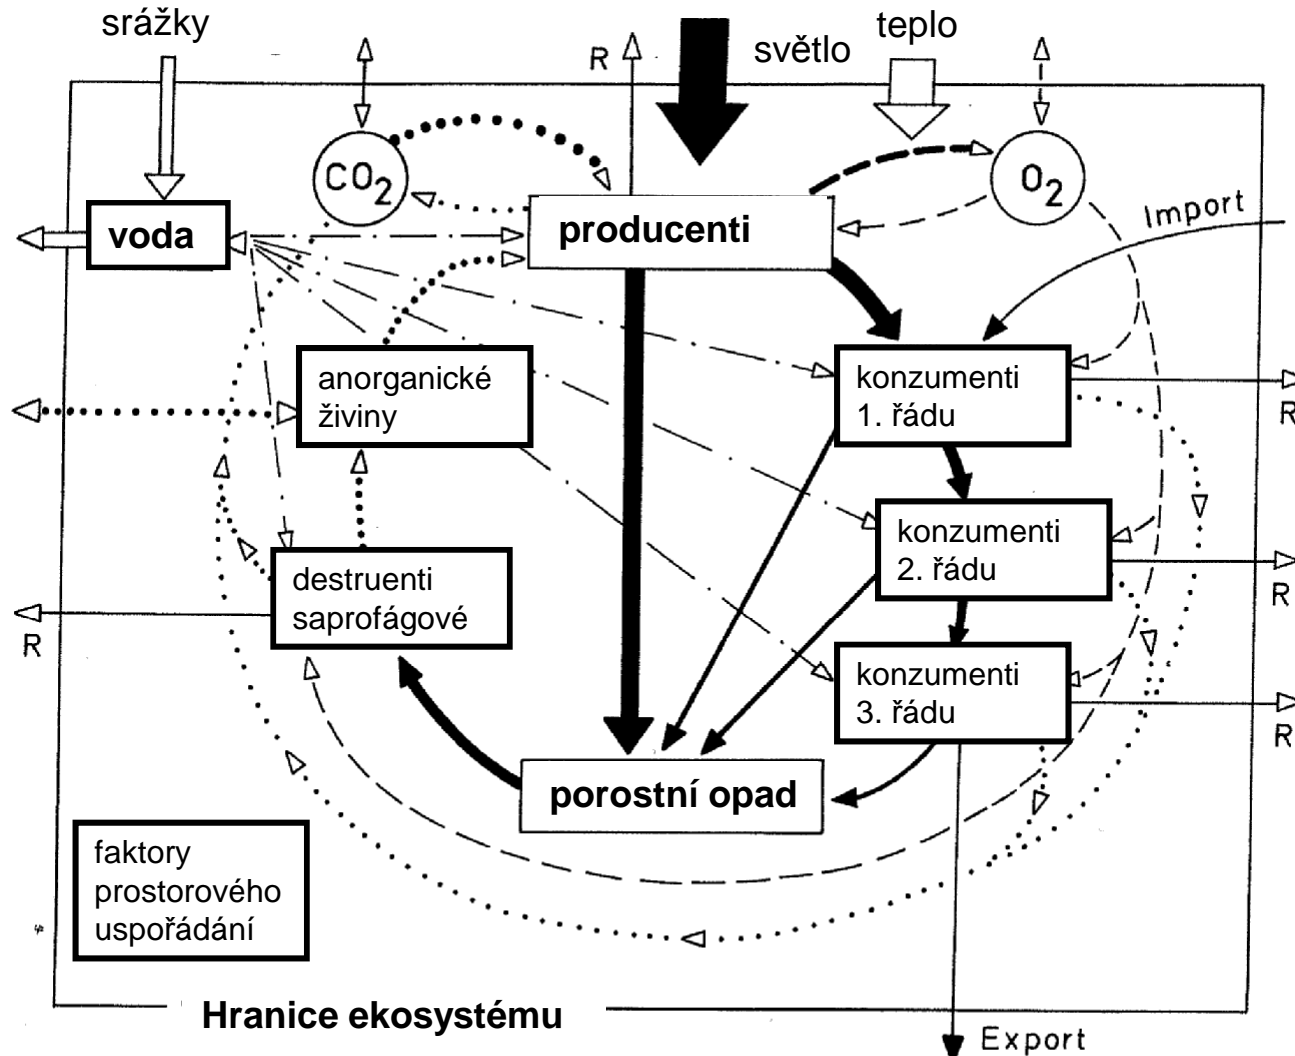 srážky
R
světlo
teplo
CO2
O2
voda
producenti
Import
anorganické
živiny
konzumenti
1. řádu
R
konzumenti
2. řádu
R
destruenti
saprofágové
R
konzumenti
3. řádu
R
porostní opad
faktory
prostorového
uspořádání
Hranice ekosystému
Export